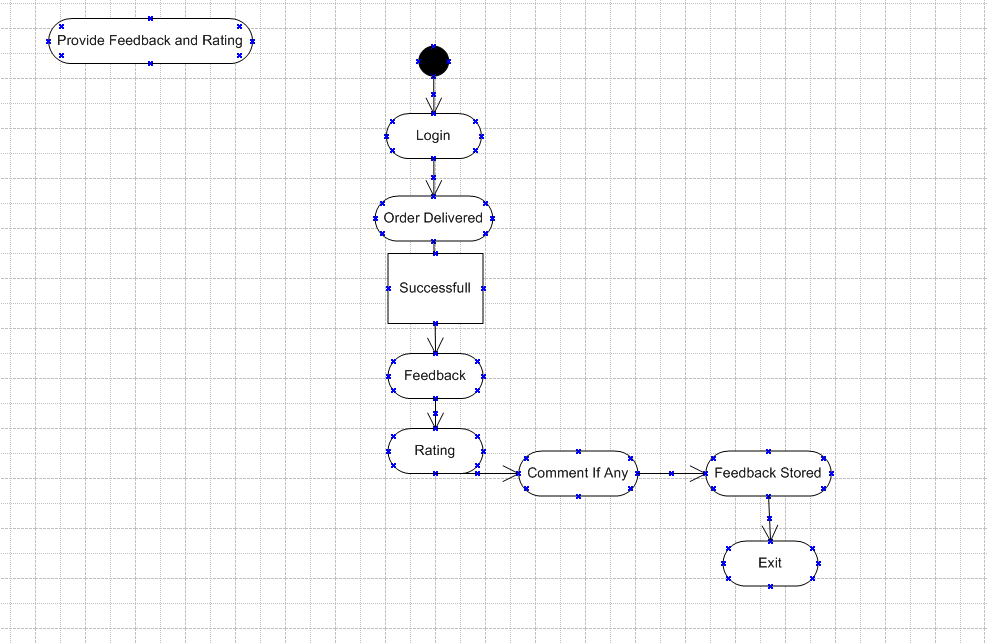 Provide Feedback and Rating
Login
Order Delivered
Successfull
Feedback
Rating
Comment If Any
Feedback Stored
Exit